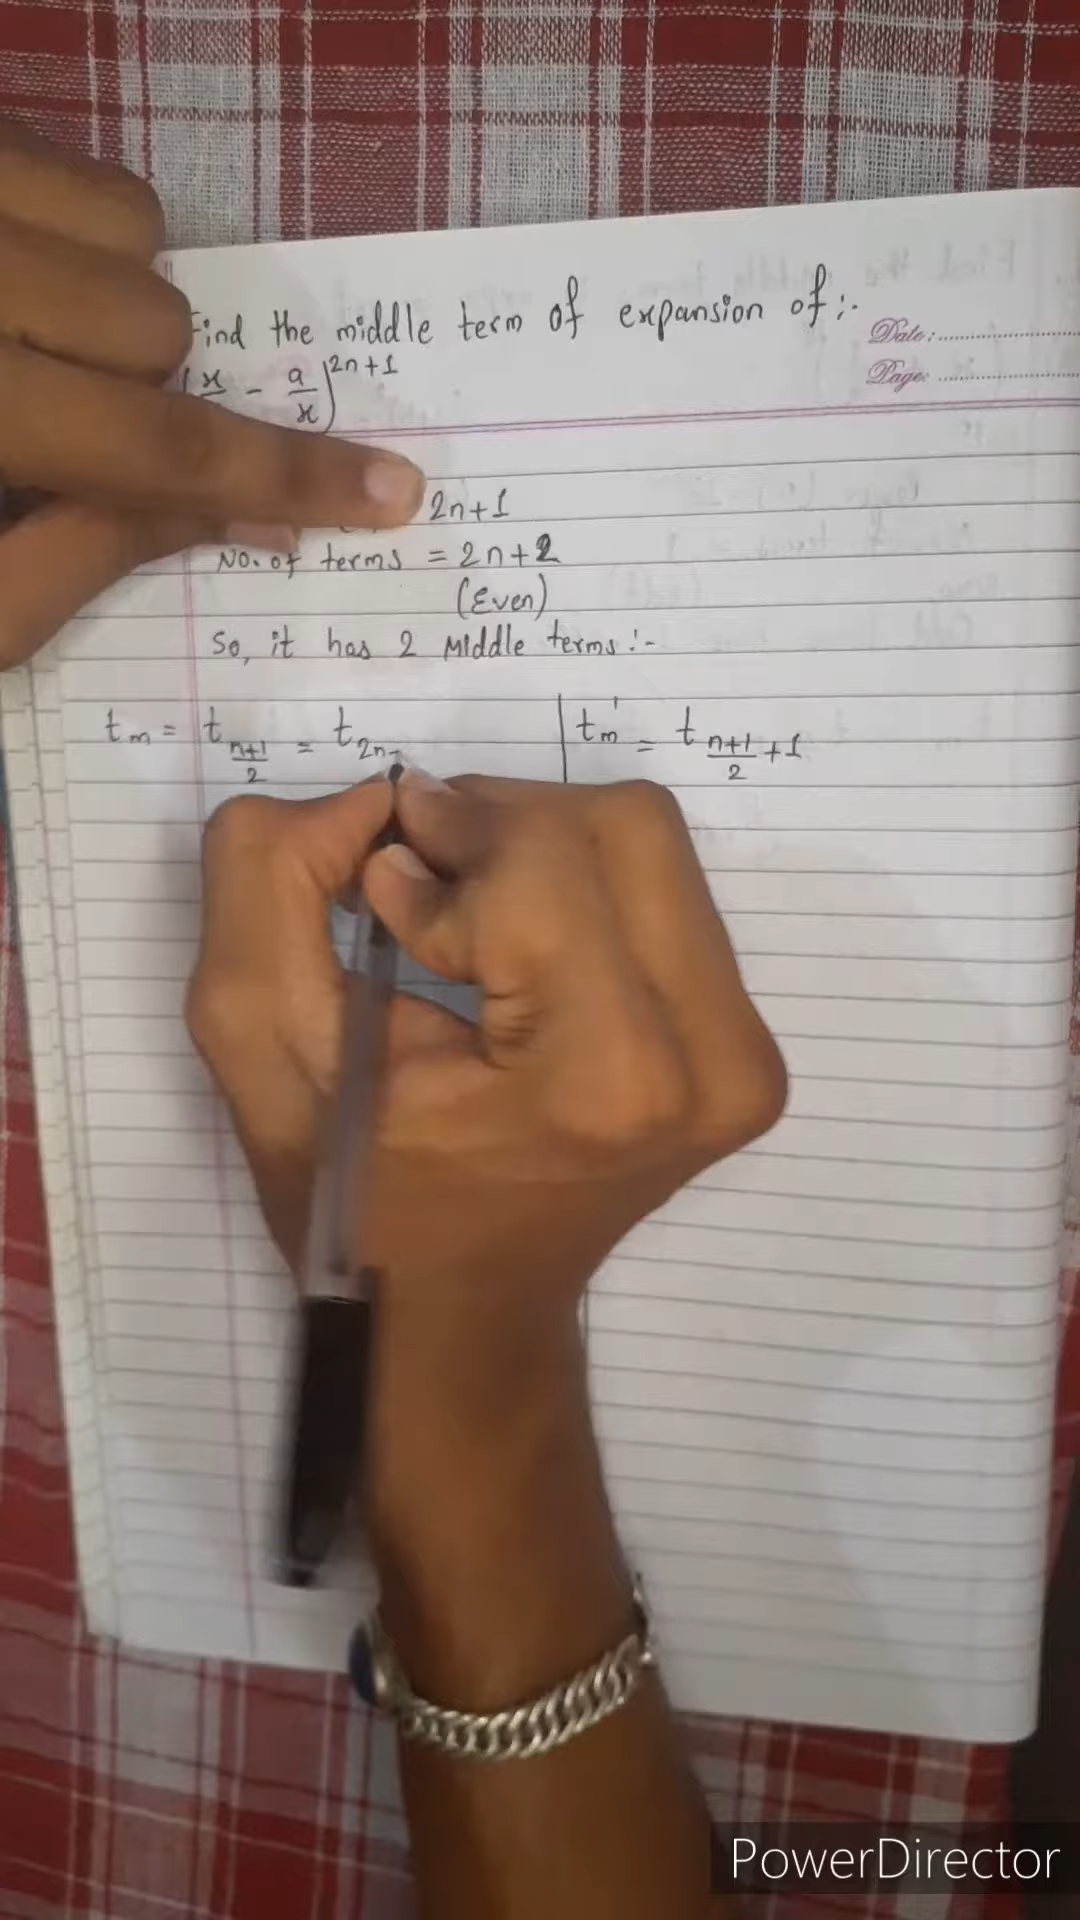 Find the middle term of expansion of :-
Date: ....................
Page: ....................
(x/ - a/x)^2n+1
2n+1
No. of terms = 2n+2
(Even)
So, it has 2 Middle terms :-
tm = t n+1/2 = t 2n
tm' = t n+1/2 +1
PowerDirector